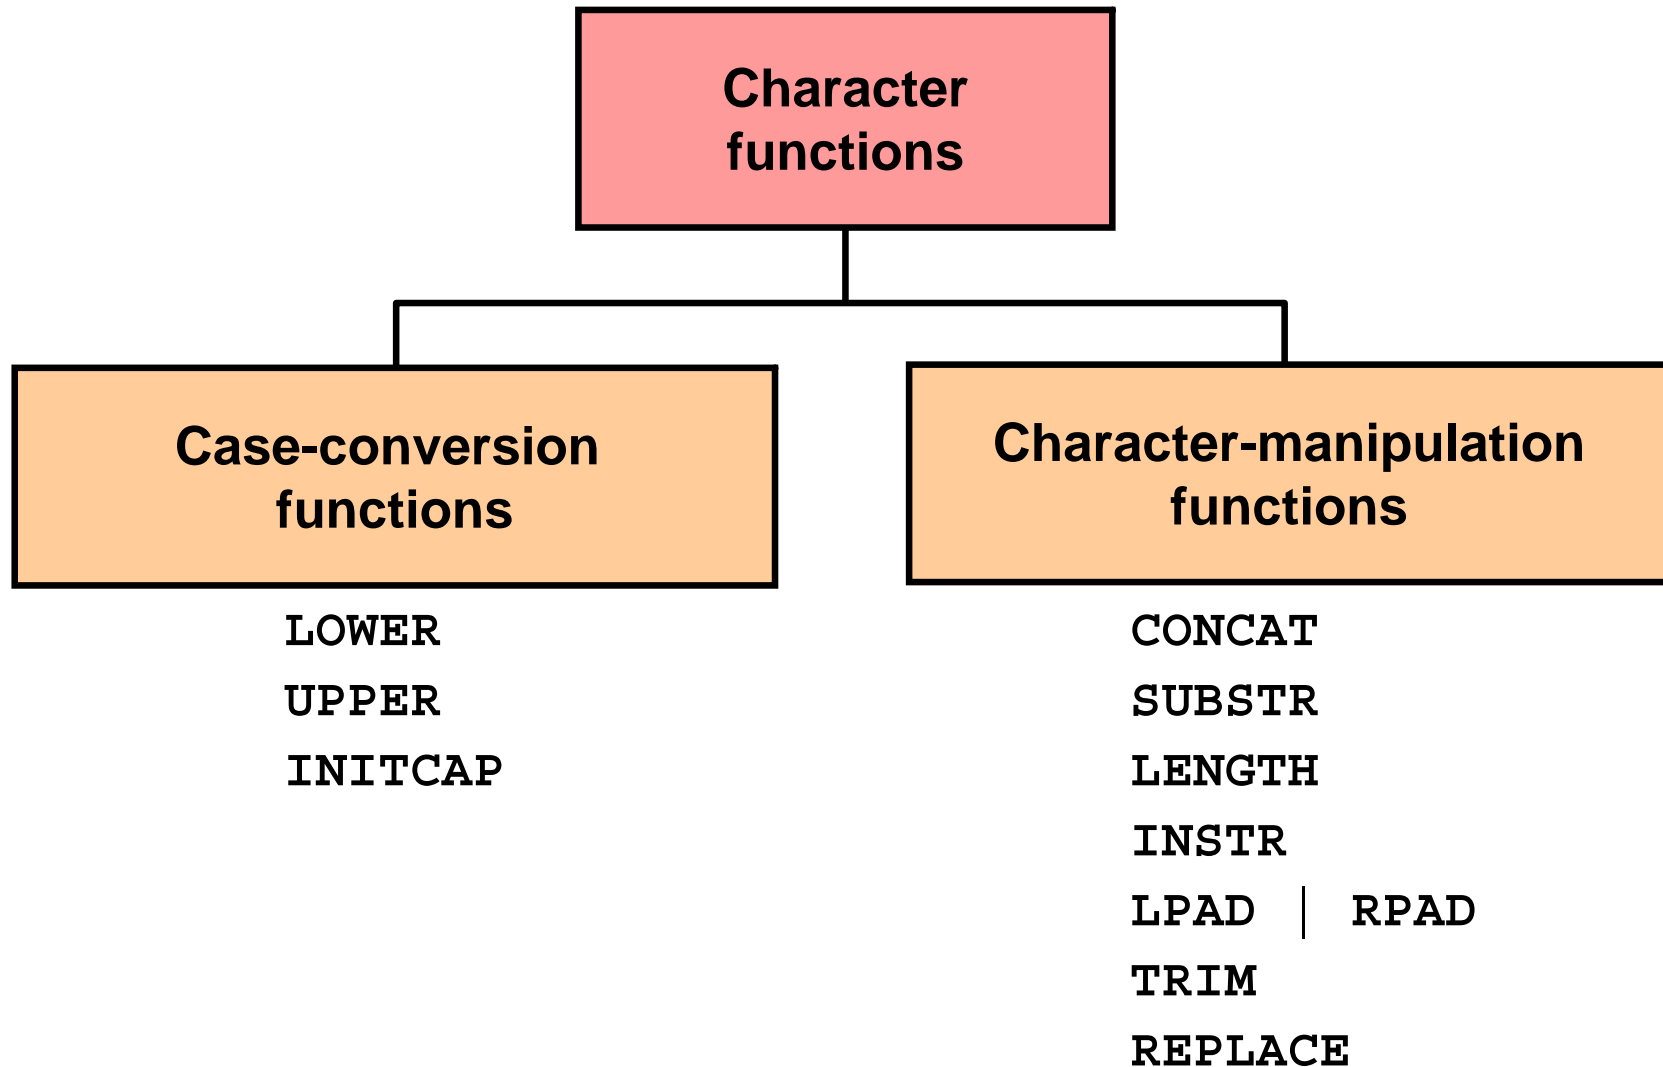 Character
functions
Case-conversion
functions
Character-manipulation
functions
LOWER
UPPER
INITCAP
CONCAT
SUBSTR
LENGTH
INSTR
LPAD | RPAD
TRIM
REPLACE